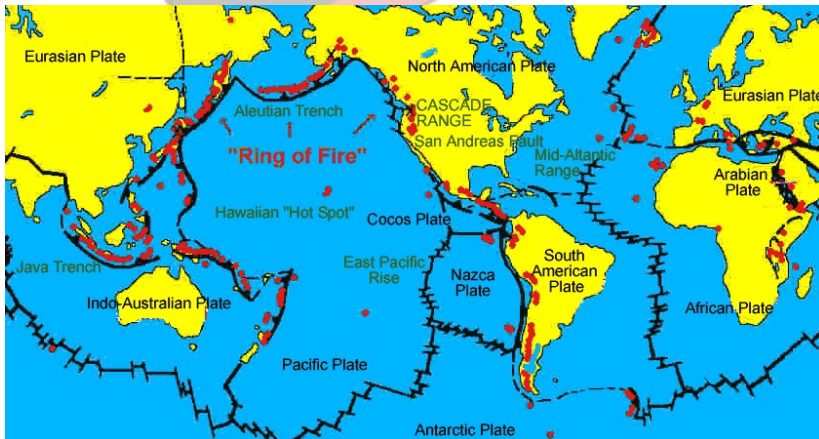 Eurasian Plate
North American Plate
Eurasian Plate
Aleutian Trench
CASCADE
RANGE
San Andreas Fault
"Ring of Fire"
Mid-Altantic
Range
Arabian
Plate
Hawaiian "Hot Spot"
Cocos Plate
Java Trench
East Pacific
Rise
Nazca
Plate
South
American
Plate
Indo-Australian Plate
African Plate
Pacific Plate
Antarctic Plate